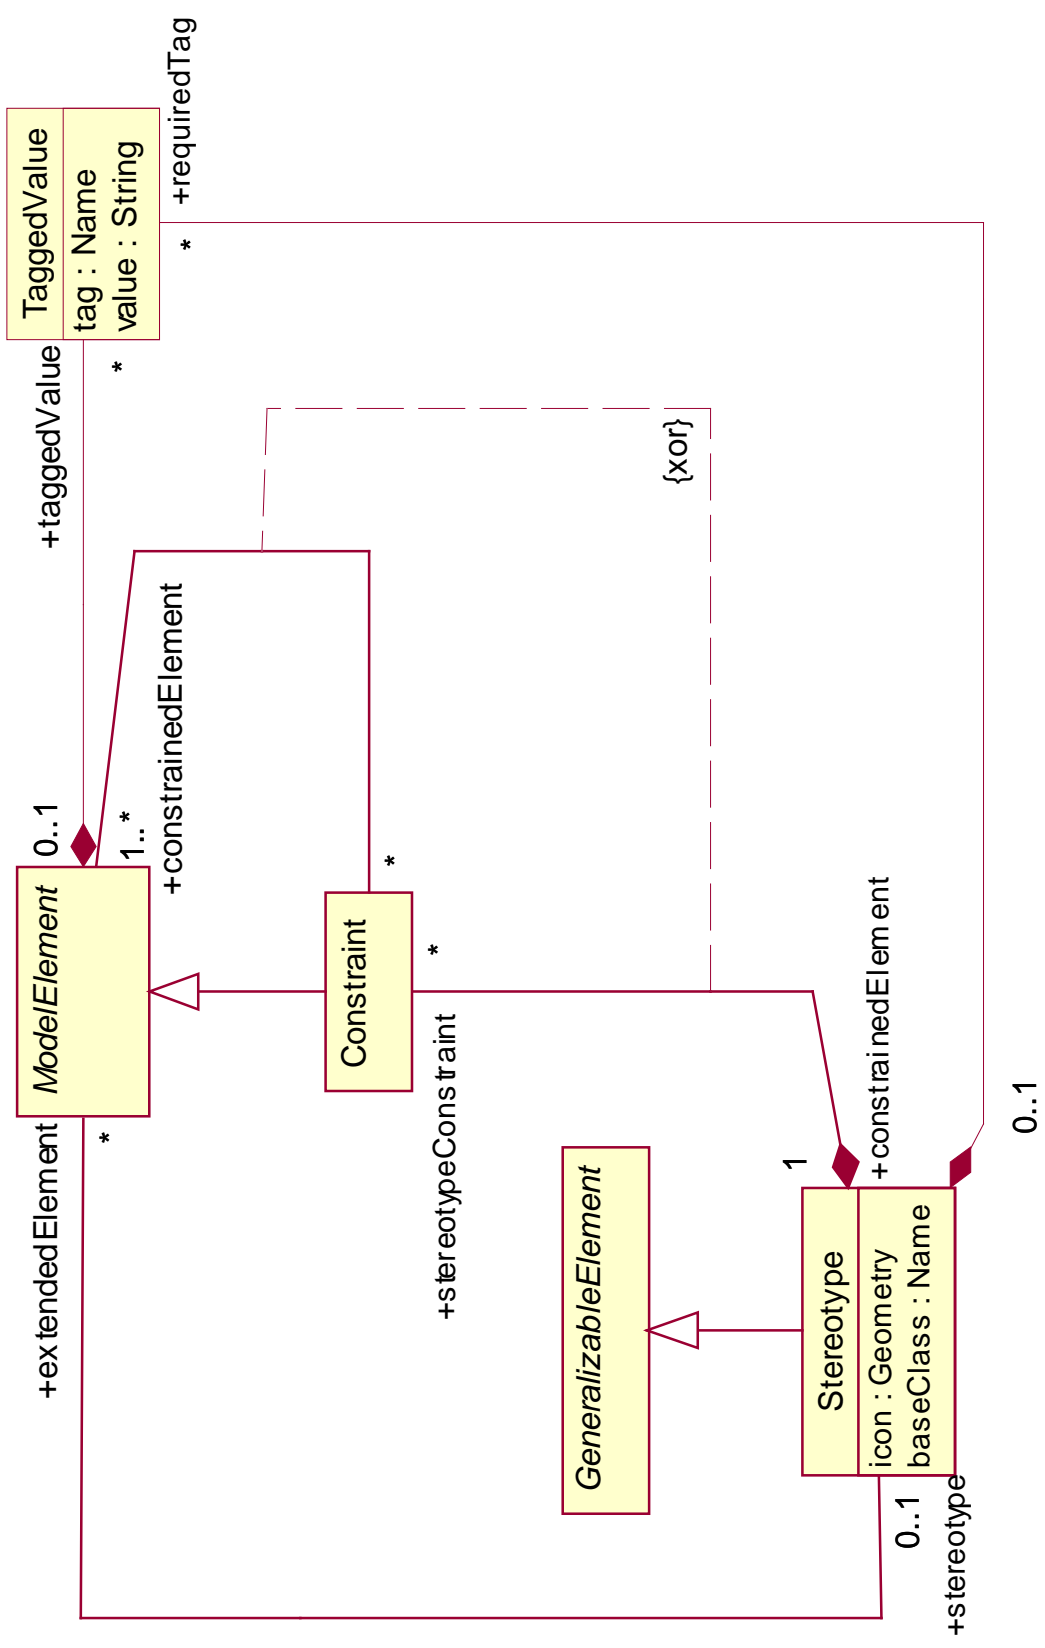 +extendedElement
*
ModelElement
0..1
+taggedValue
*
TaggedValue
tag : Name
value : String
+requiredTag
*
1..*
+constrainedElement
Constraint
*
*
+stereotypeConstraint
{xor}
GeneralizableElement
1
+constrainedElement
Stereotype
icon : Geometry
baseClass : Name
0..1
+stereotype
0..1